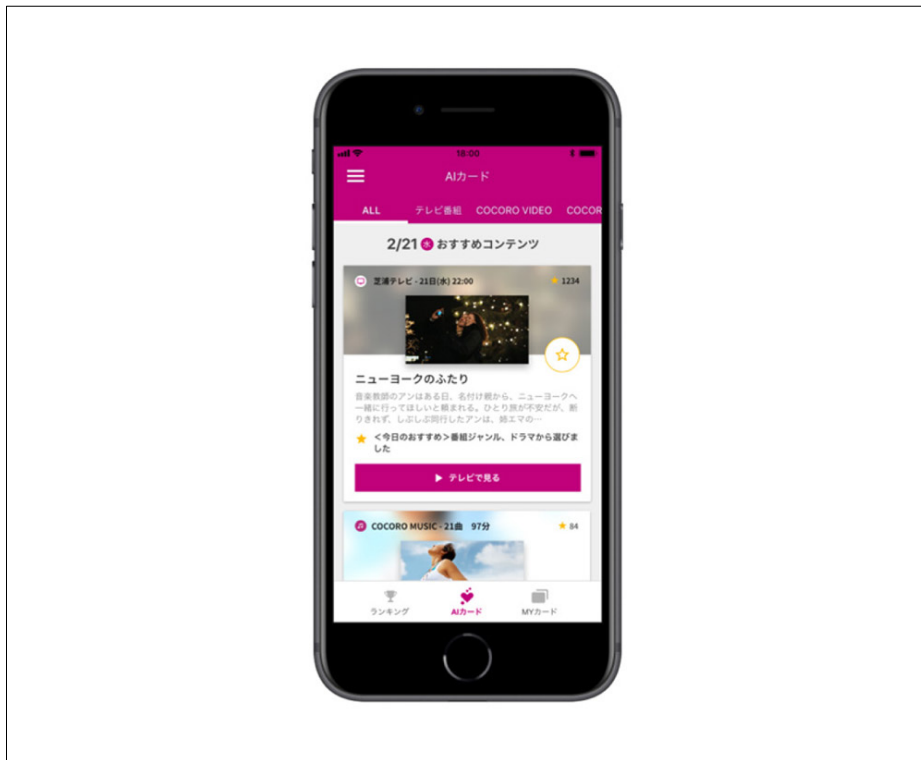 18:00
AIカード
ALL テレビ番組 COCORO VIDEO COCOR
2/21 水 おすすめコンテンツ
芝浦テレビ - 21日(水) 22:00 1234
ニューヨークのふたり
音楽教師のアンはある日、名付け親から、ニューヨークへ
一緒に行ってほしいと頼まれる。ひとり旅が不安だが、断
りきれず、しぶしぶ同行したアンは、姉エマの…
<今日のおすすめ>番組ジャンル、ドラマから選びま
した
テレビで見る
COCORO MUSIC - 21曲 97分 84
ランキング AIカード MYカード